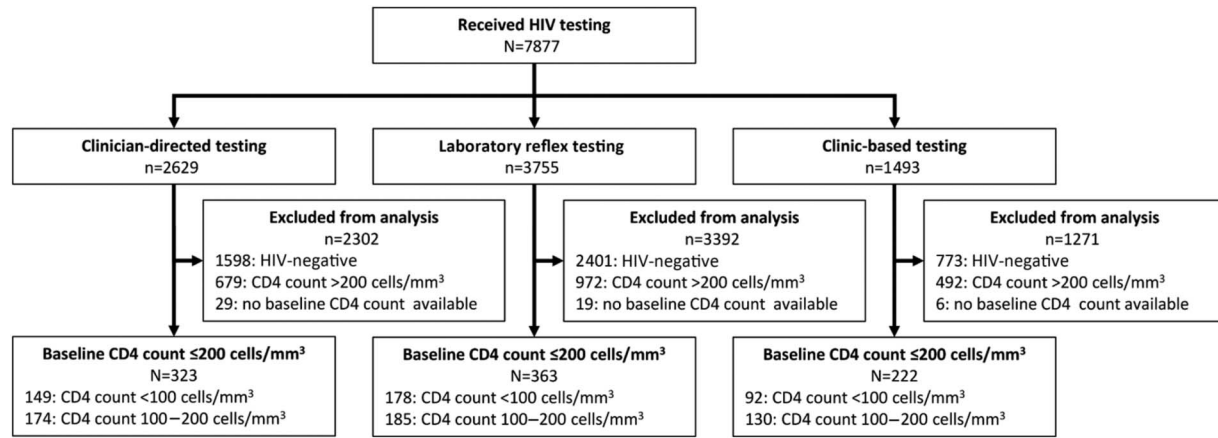 Received HIV testing
N=7877
Clinician-directed testing
n=2629
Laboratory reflex testing
n=3755
Clinic-based testing
n=1493
Excluded from analysis
n=2302
1598: HIV-negative
679: CD4 count >200 cells/mm³
29: no baseline CD4 count available
Excluded from analysis
n=3392
2401: HIV-negative
972: CD4 count >200 cells/mm³
19: no baseline CD4 count available
Excluded from analysis
n=1271
773: HIV-negative
492: CD4 count >200 cells/mm³
6: no baseline CD4 count available
Baseline CD4 count ≤200 cells/mm³
N=323
149: CD4 count <100 cells/mm³
174: CD4 count 100–200 cells/mm³
Baseline CD4 count ≤200 cells/mm³
N=363
178: CD4 count <100 cells/mm³
185: CD4 count 100–200 cells/mm³
Baseline CD4 count ≤200 cells/mm³
N=222
92: CD4 count <100 cells/mm³
130: CD4 count 100–200 cells/mm³